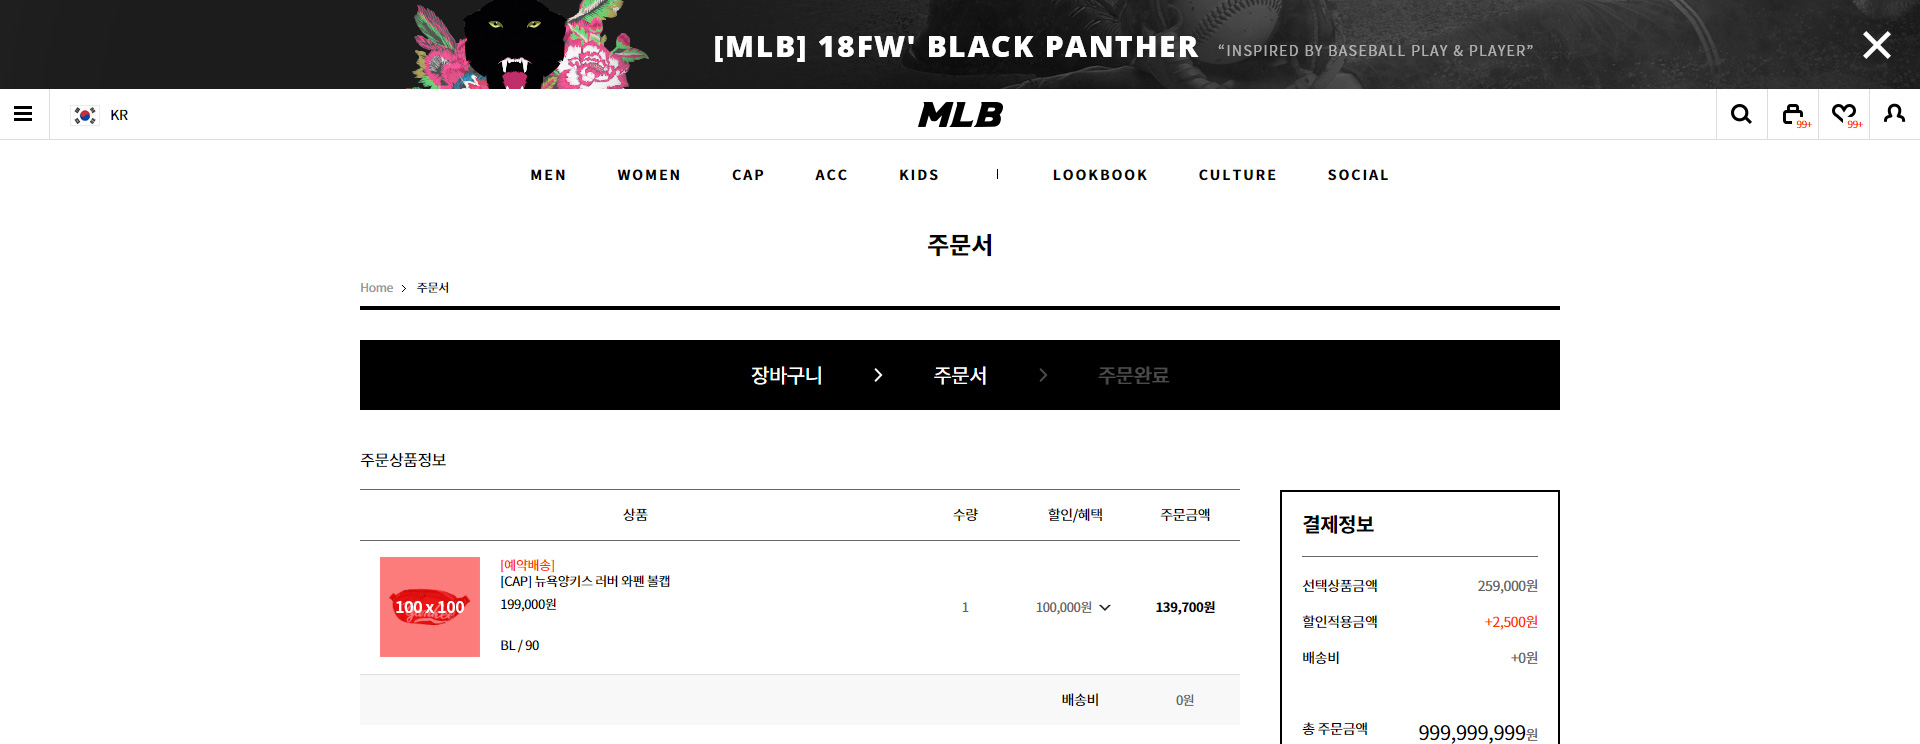 [MLB] 18FW' BLACK PANTHER “INSPIRED BY BASEBALL PLAY & PLAYER”
KR
MLB
99+
99+
MEN WOMEN CAP ACC KIDS | LOOKBOOK CULTURE SOCIAL
주문서
Home > 주문서
장바구니 > 주문서 > 주문완료
주문상품정보
상품 수량 할인/혜택 주문금액
[예약배송]
[CAP] 뉴욕양키스 러버 와펜 볼캡
199,000원
BL / 90
100 x 100
1 100,000원 139,700원
배송비 0원
결제정보
선택상품금액 259,000원
할인적용금액 +2,500원
배송비 +0원
총 주문금액 999,999,999원